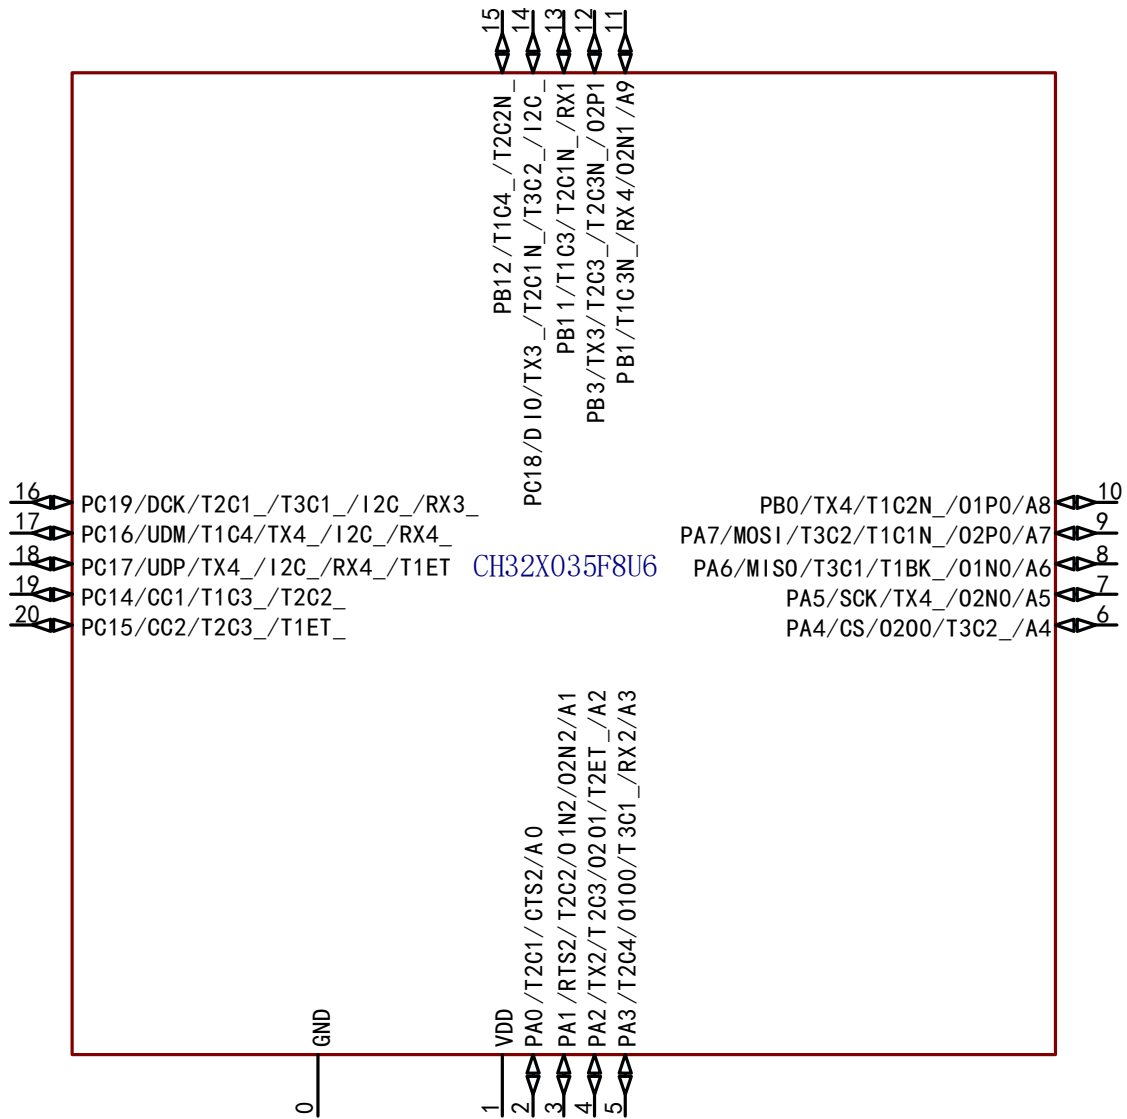 15
14
13
12
11
PB12/T1C4_/T2C2N_
PC18/DIO/TX3_/T2C1N_/T3C2_/I2C_
PB11/T1C3/T2C1N_/RX1
PB3/TX3/T2C3_/T2C3N_/O2P1
PB1/T1C3N_/RX4/O2N1/A9
16
PC19/DCK/T2C1_/T3C1_/I2C_/RX3_
17
PC16/UDM/T1C4/TX4_/I2C_/RX4_
18
PC17/UDP/TX4_/I2C_/RX4_/T1ET
19
PC14/CC1/T1C3_/T2C2_
20
PC15/CC2/T2C3_/T1ET_
CH32X035F8U6
PB0/TX4/T1C2N_/O1P0/A8
10
PA7/MOSI/T3C2/T1C1N_/O2P0/A7
9
PA6/MISO/T3C1/T1BK_/O1N0/A6
8
PA5/SCK/TX4_/O2N0/A5
7
PA4/CS/O2O0/T3C2_/A4
6
GND
VDD
PA0/T2C1/CTS2/A0
PA1/RTS2/T2C2/O1N2/O2N2/A1
PA2/TX2/T2C3/O2O1/T2ET_/A2
PA3/T2C4/O1O0/T3C1_/RX2/A3
0
1
2
3
4
5